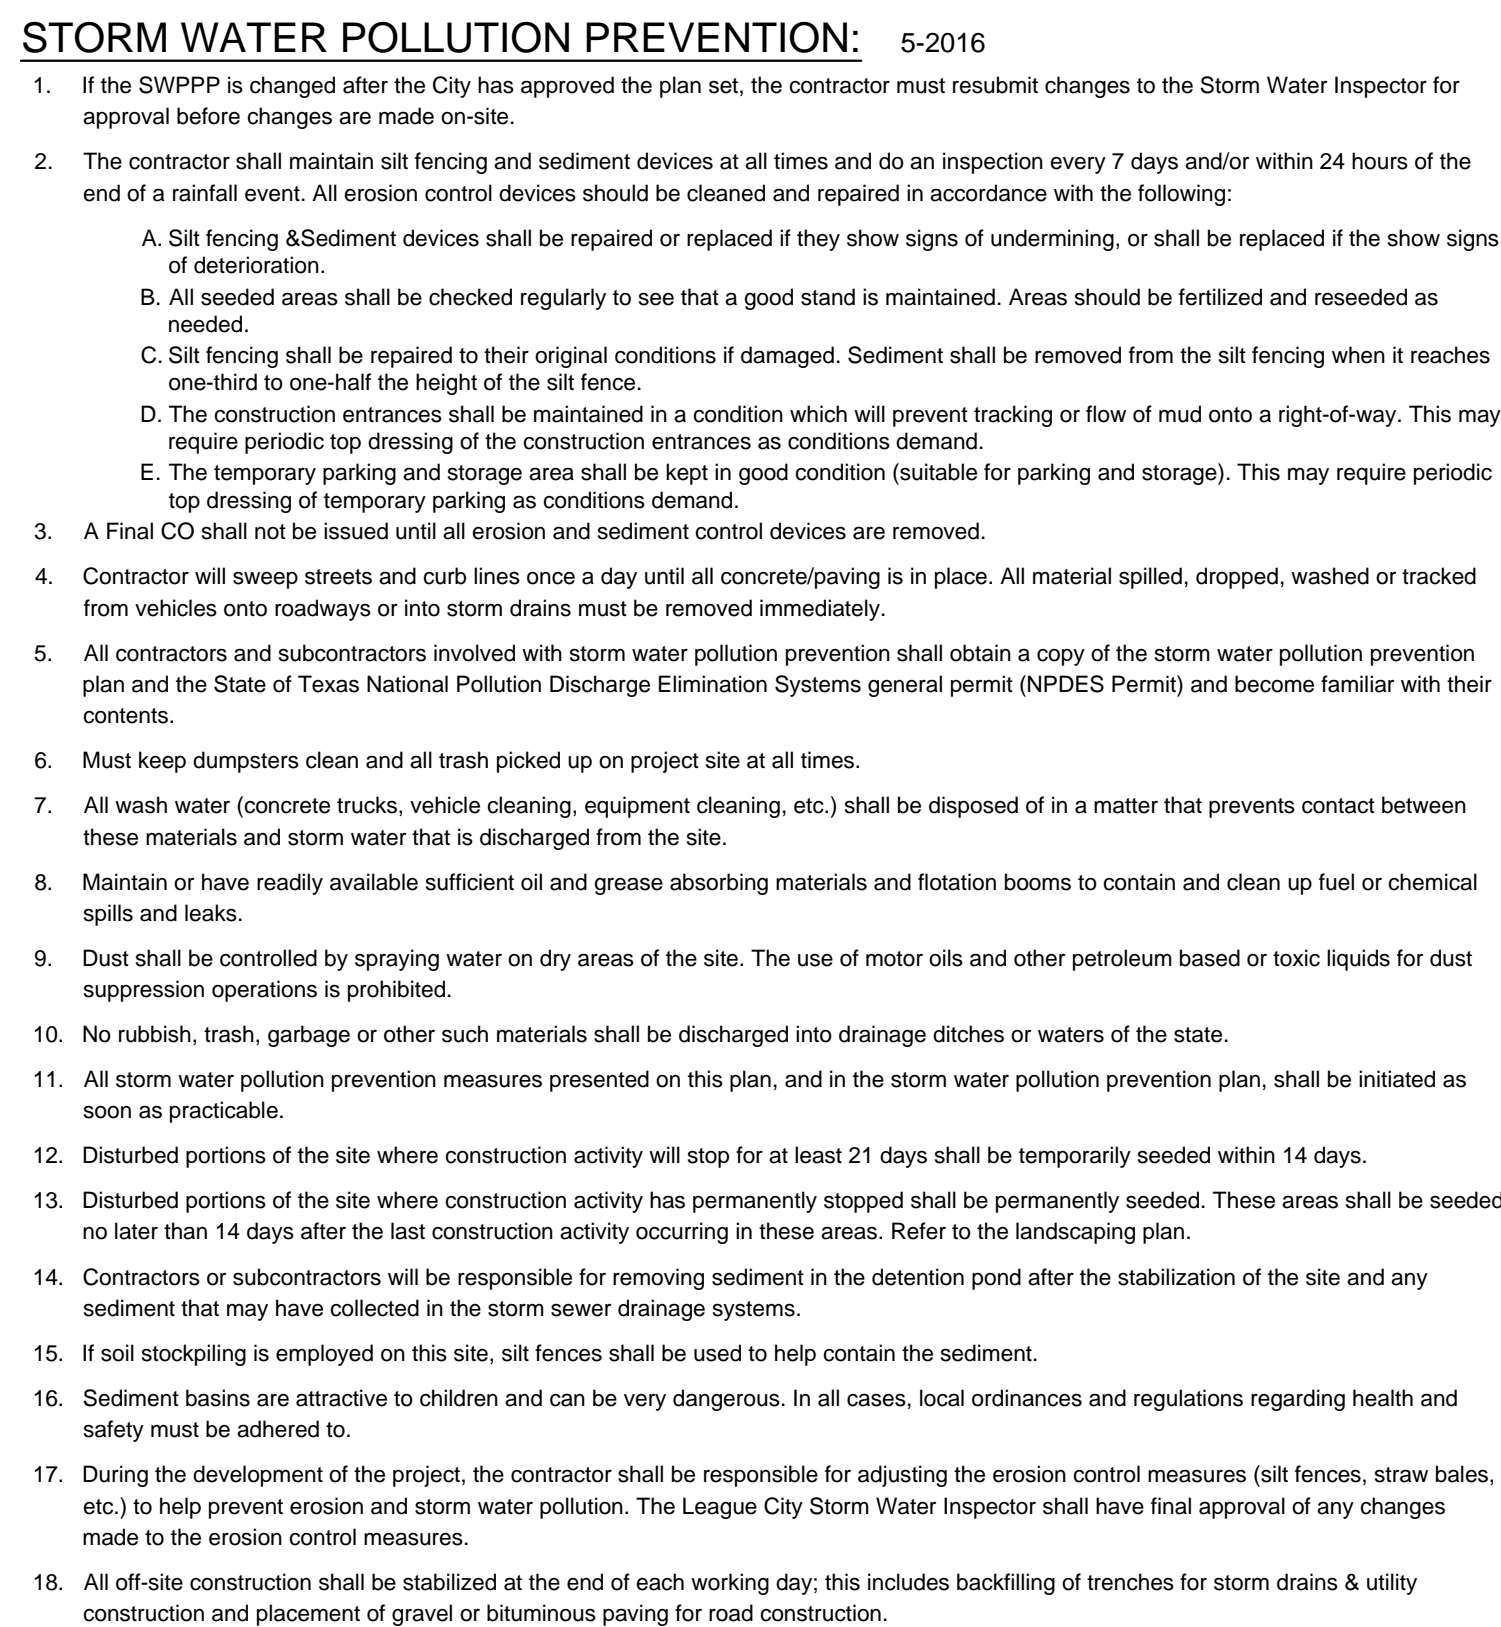 STORM WATER POLLUTION PREVENTION: 5-2016
1. If the SWPPP is changed after the City has approved the plan set, the contractor must resubmit changes to the Storm Water Inspector for
approval before changes are made on-site.
2. The contractor shall maintain silt fencing and sediment devices at all times and do an inspection every 7 days and/or within 24 hours of the
end of a rainfall event. All erosion control devices should be cleaned and repaired in accordance with the following:
A. Silt fencing &Sediment devices shall be repaired or replaced if they show signs of undermining, or shall be replaced if the show signs
of deterioration.
B. All seeded areas shall be checked regularly to see that a good stand is maintained. Areas should be fertilized and reseeded as
needed.
C. Silt fencing shall be repaired to their original conditions if damaged. Sediment shall be removed from the silt fencing when it reaches
one-third to one-half the height of the silt fence.
D. The construction entrances shall be maintained in a condition which will prevent tracking or flow of mud onto a right-of-way. This may
require periodic top dressing of the construction entrances as conditions demand.
E. The temporary parking and storage area shall be kept in good condition (suitable for parking and storage). This may require periodic
top dressing of temporary parking as conditions demand.
3. A Final CO shall not be issued until all erosion and sediment control devices are removed.
4. Contractor will sweep streets and curb lines once a day until all concrete/paving is in place. All material spilled, dropped, washed or tracked
from vehicles onto roadways or into storm drains must be removed immediately.
5. All contractors and subcontractors involved with storm water pollution prevention shall obtain a copy of the storm water pollution prevention
plan and the State of Texas National Pollution Discharge Elimination Systems general permit (NPDES Permit) and become familiar with their
contents.
6. Must keep dumpsters clean and all trash picked up on project site at all times.
7. All wash water (concrete trucks, vehicle cleaning, equipment cleaning, etc.) shall be disposed of in a matter that prevents contact between
these materials and storm water that is discharged from the site.
8. Maintain or have readily available sufficient oil and grease absorbing materials and flotation booms to contain and clean up fuel or chemical
spills and leaks.
9. Dust shall be controlled by spraying water on dry areas of the site. The use of motor oils and other petroleum based or toxic liquids for dust
suppression operations is prohibited.
10. No rubbish, trash, garbage or other such materials shall be discharged into drainage ditches or waters of the state.
11. All storm water pollution prevention measures presented on this plan, and in the storm water pollution prevention plan, shall be initiated as
soon as practicable.
12. Disturbed portions of the site where construction activity will stop for at least 21 days shall be temporarily seeded within 14 days.
13. Disturbed portions of the site where construction activity has permanently stopped shall be permanently seeded. These areas shall be seeded
no later than 14 days after the last construction activity occurring in these areas. Refer to the landscaping plan.
14. Contractors or subcontractors will be responsible for removing sediment in the detention pond after the stabilization of the site and any
sediment that may have collected in the storm sewer drainage systems.
15. If soil stockpiling is employed on this site, silt fences shall be used to help contain the sediment.
16. Sediment basins are attractive to children and can be very dangerous. In all cases, local ordinances and regulations regarding health and
safety must be adhered to.
17. During the development of the project, the contractor shall be responsible for adjusting the erosion control measures (silt fences, straw bales,
etc.) to help prevent erosion and storm water pollution. The League City Storm Water Inspector shall have final approval of any changes
made to the erosion control measures.
18. All off-site construction shall be stabilized at the end of each working day; this includes backfilling of trenches for storm drains & utility
construction and placement of gravel or bituminous paving for road construction.